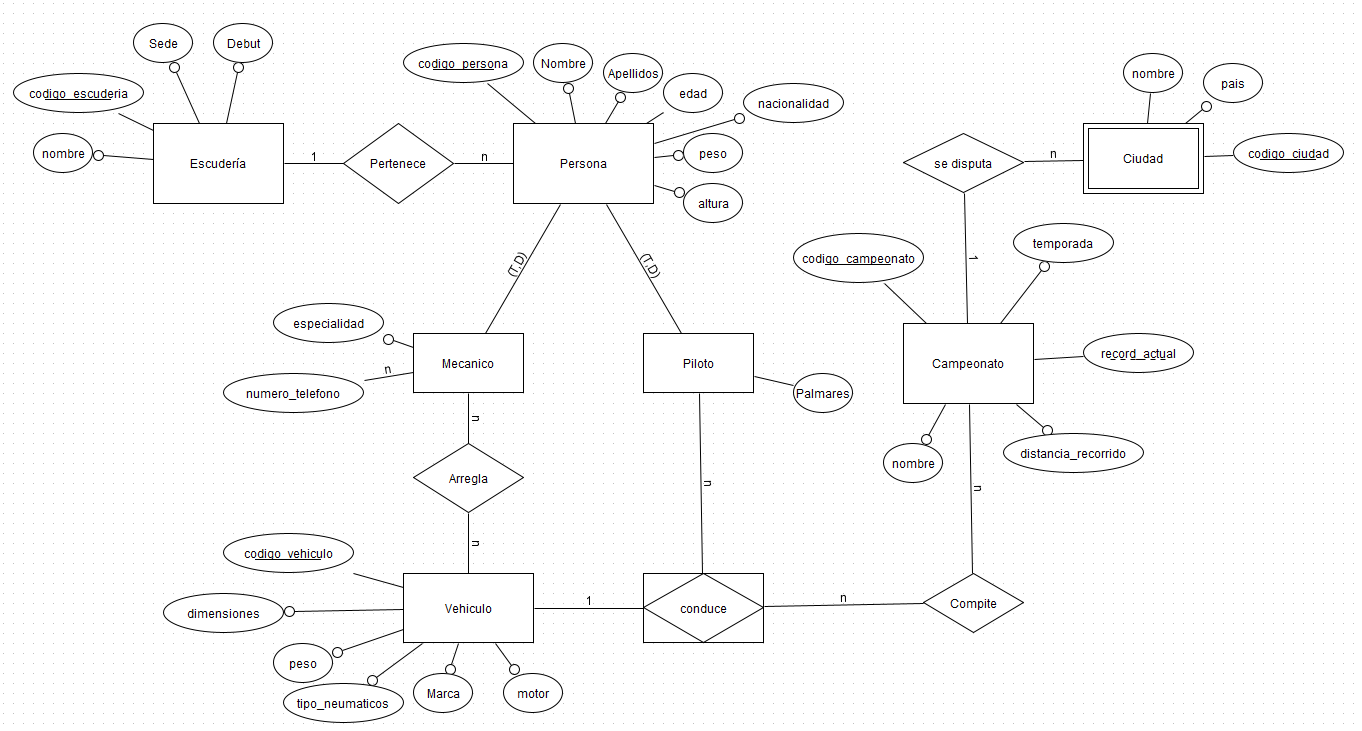 Sede
Debut
codigo_escuderia
nombre
Escudería
1
Pertenece
n
codigo_persona
Nombre
Apellidos
edad
nacionalidad
peso
altura
Persona
nombre
pais
codigo_ciudad
Ciudad
n
se disputa
1
(T,D)
(T,D)
codigo_campeonato
temporada
record_actual
Campeonato
nombre
distancia_recorrido
especialidad
n
numero_telefono
Mecanico
Piloto
Palmares
n
Arregla
n
n
n
codigo_vehiculo
dimensiones
peso
tipo_neumaticos
Marca
motor
Vehiculo
1
conduce
n
Compite